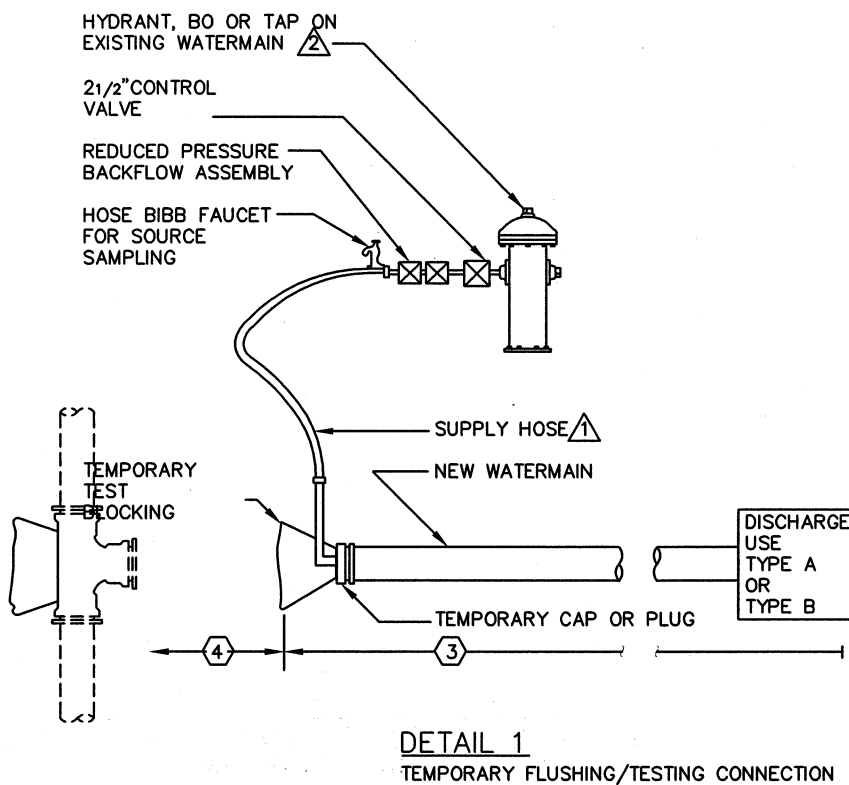 HYDRANT, BO OR TAP ON
EXISTING WATERMAIN 2
2 1/2" CONTROL
VALVE
REDUCED PRESSURE
BACKFLOW ASSEMBLY
HOSE BIBB FAUCET
FOR SOURCE
SAMPLING
SUPPLY HOSE 1
NEW WATERMAIN
TEMPORARY
TEST
BLOCKING
DISCHARGE
USE
TYPE A
OR
TYPE B
TEMPORARY CAP OR PLUG
4
3
DETAIL 1
TEMPORARY FLUSHING/TESTING CONNECTION